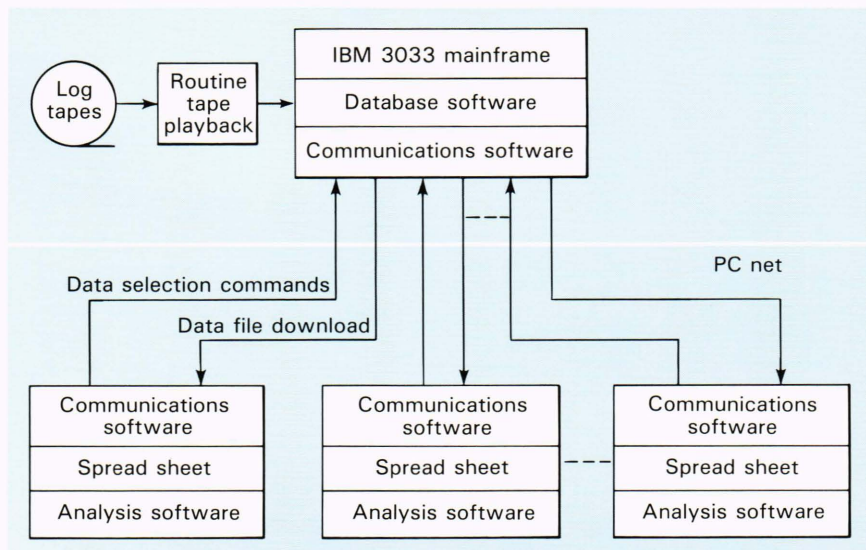 IBM 3033 mainframe
Log
tapes
Routine
tape
playback
Database software
Communications software
PC net
Data selection commands
Data file download
Communications
software
Spread sheet
Analysis software
Communications
software
Spread sheet
Analysis software
Communications
software
Spread sheet
Analysis software